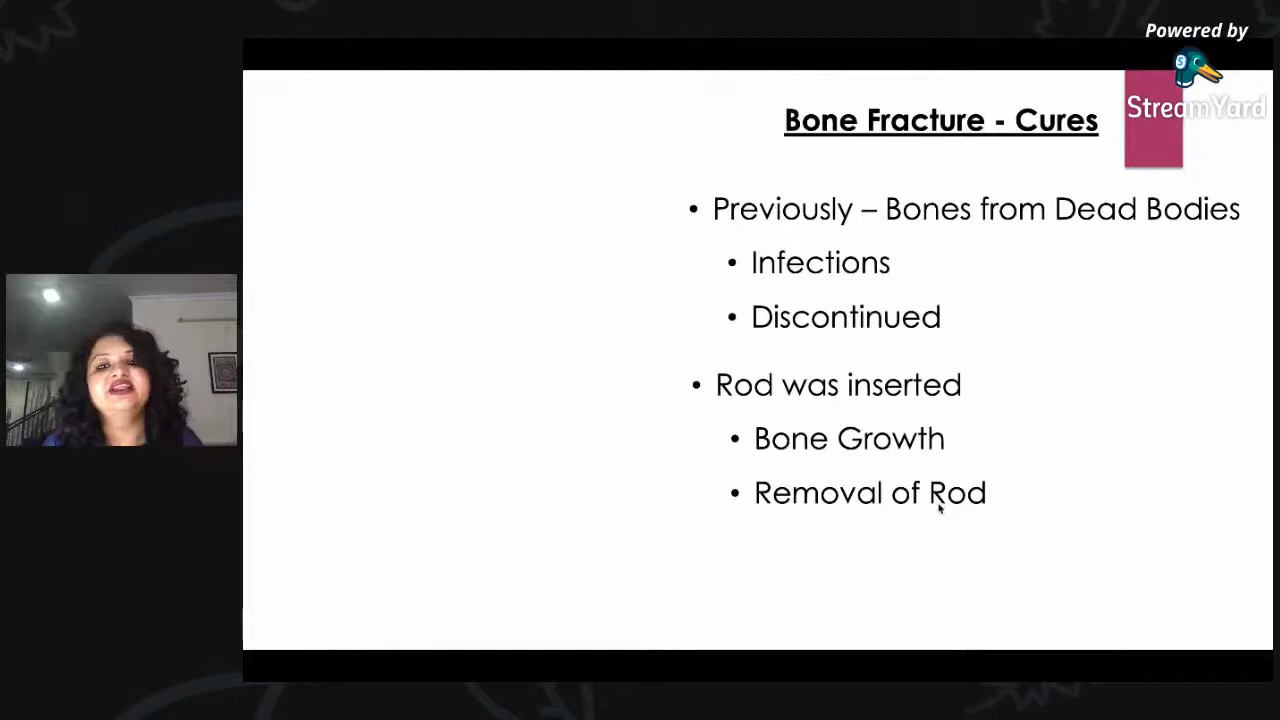 Powered by
StreamYard
Bone Fracture - Cures
• Previously – Bones from Dead Bodies
• Infections
• Discontinued
• Rod was inserted
• Bone Growth
• Removal of Rod